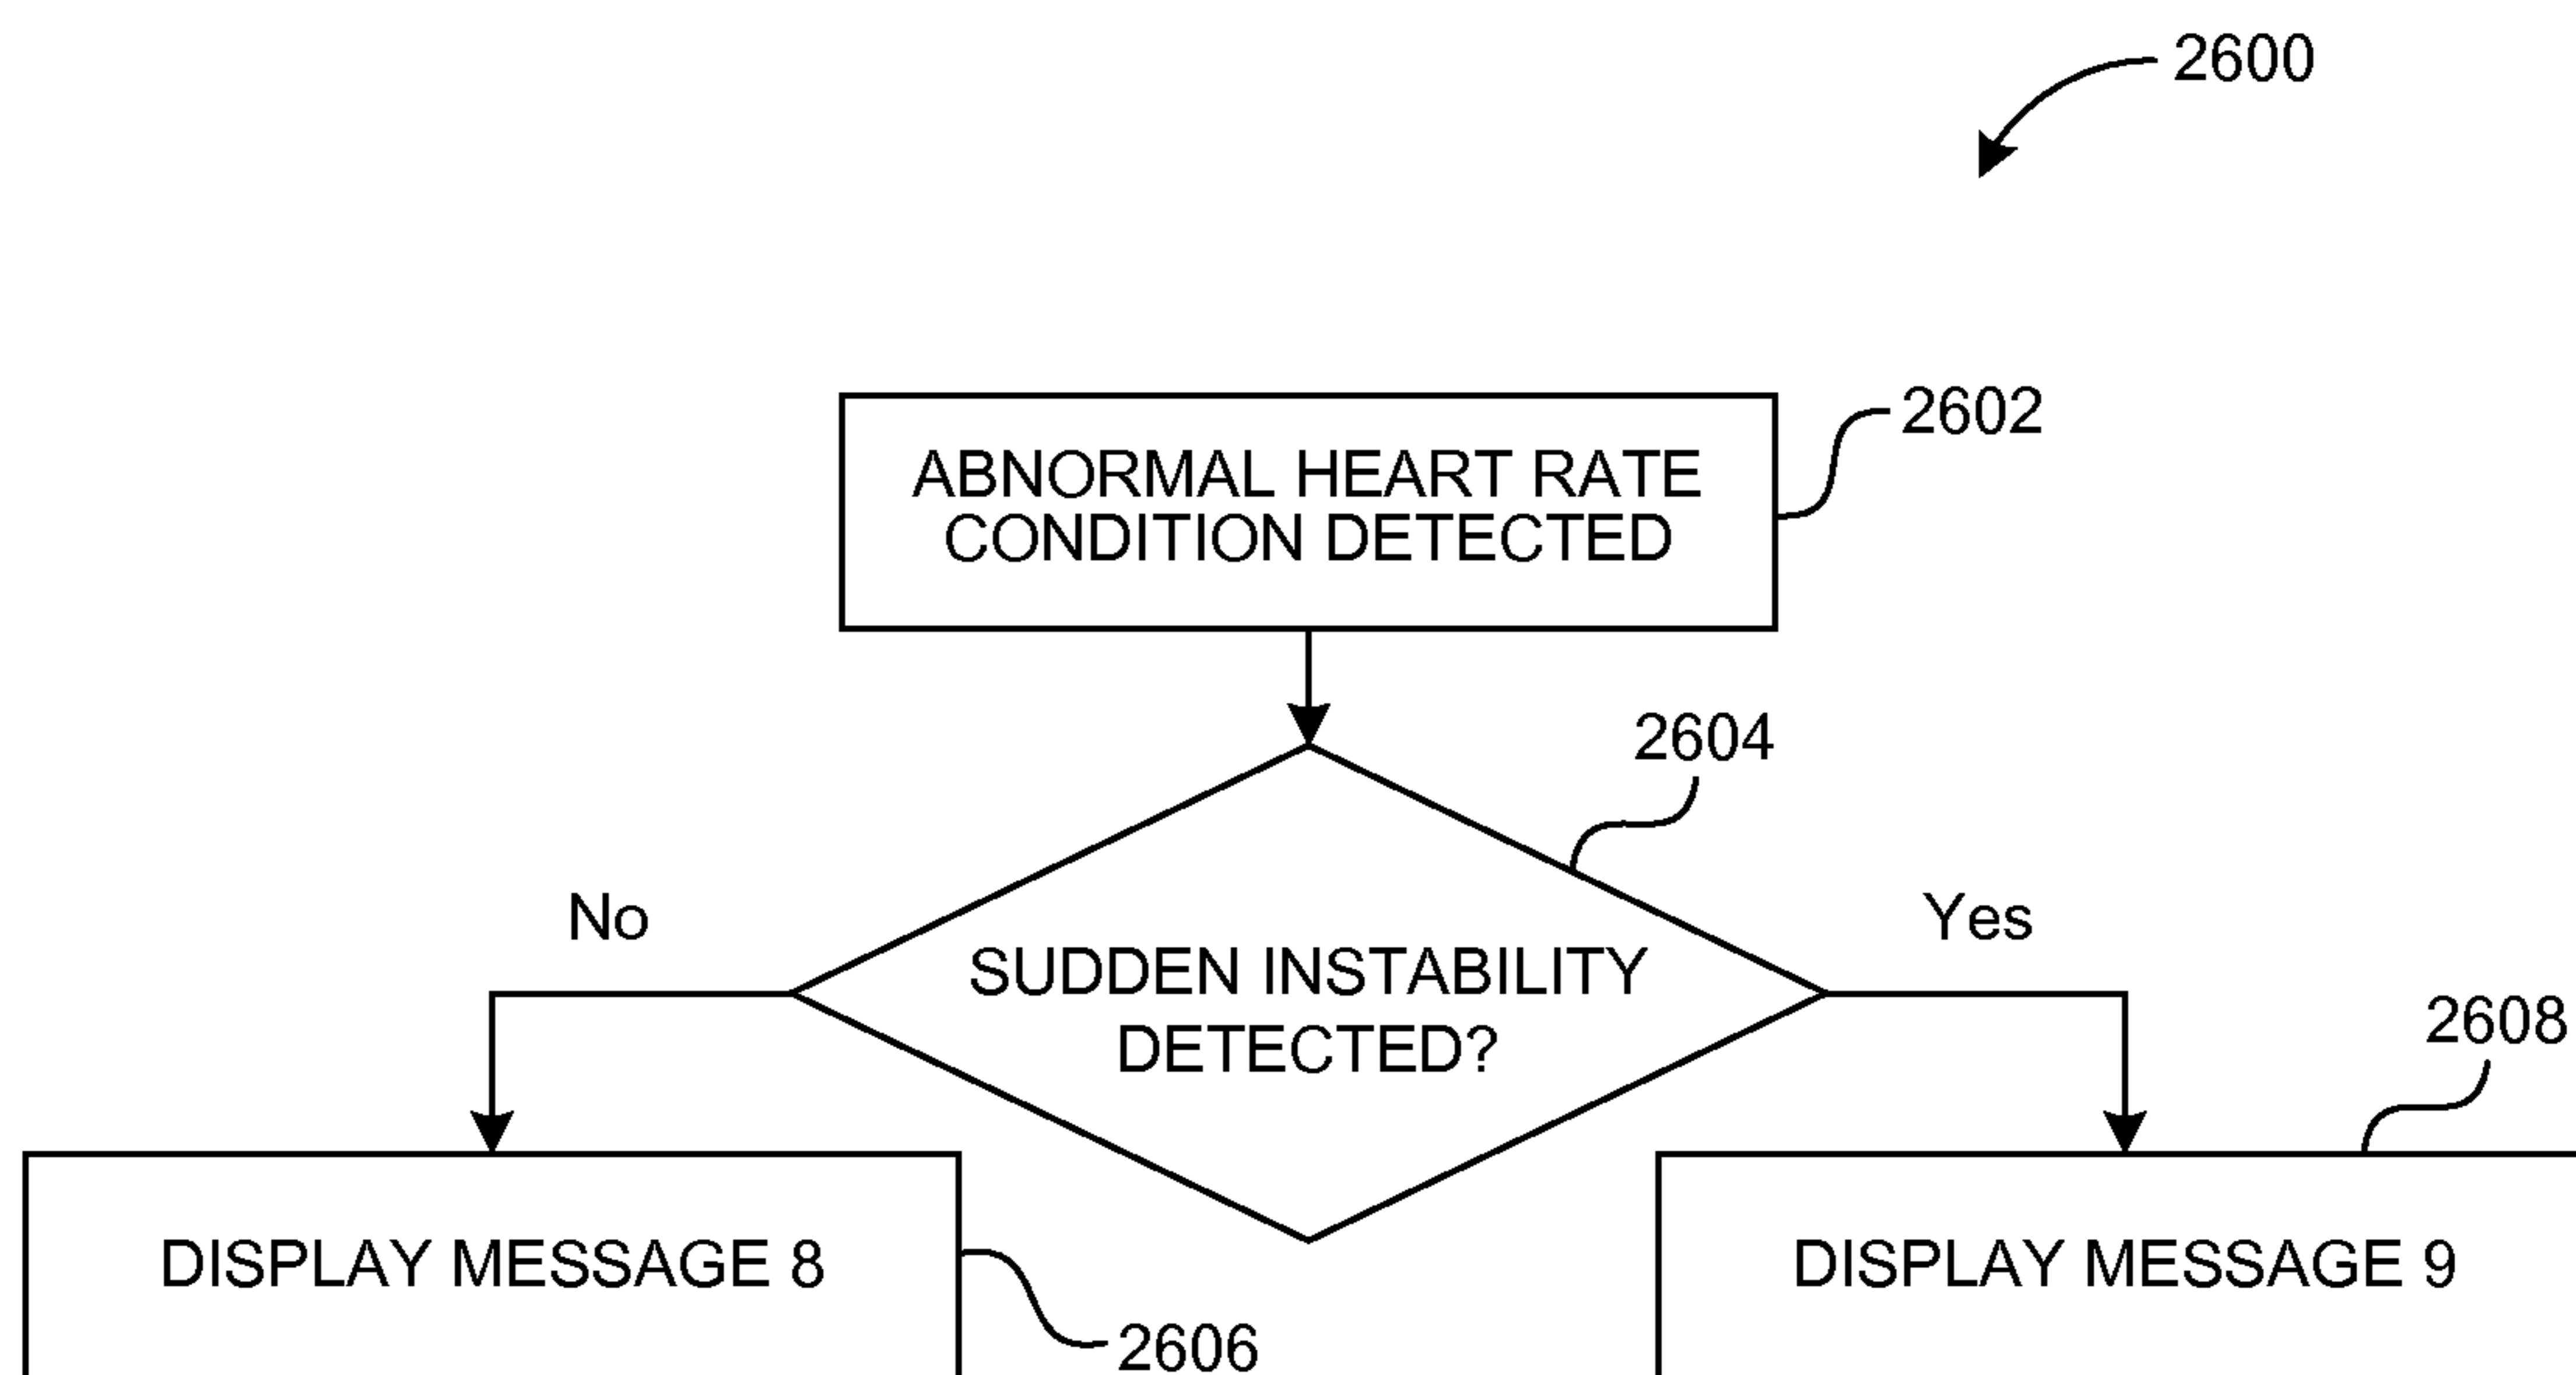 2600
ABNORMAL HEART RATE
CONDITION DETECTED
2602
2604
No
Yes
SUDDEN INSTABILITY
DETECTED?
2608
DISPLAY MESSAGE 8
DISPLAY MESSAGE 9
2606